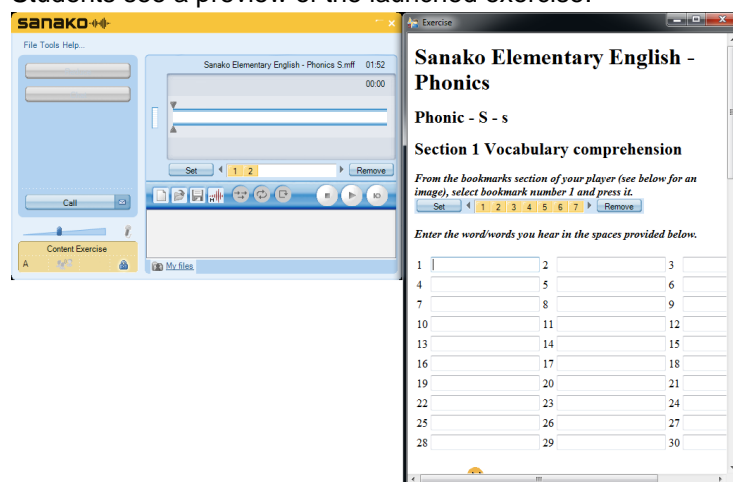 Students see a preview of the launched exercise.
sanako
File Tools Help...
Sanako Elementary English - Phonics S.mff 01:52
00:00
Set 1 2 Remove
Call
Content Exercise
A
My files
Exercise
Sanako Elementary English -
Phonics
Phonic - S - s
Section 1 Vocabulary comprehension
From the bookmarks section of your player (see below for an
image), select bookmark number 1 and press it.
Set 1 2 3 4 5 6 7 Remove
Enter the word/words you hear in the spaces provided below.
1 2 3
4 5 6
7 8 9
10 11 12
13 14 15
16 17 18
19 20 21
22 23 24
25 26 27
28 29 30